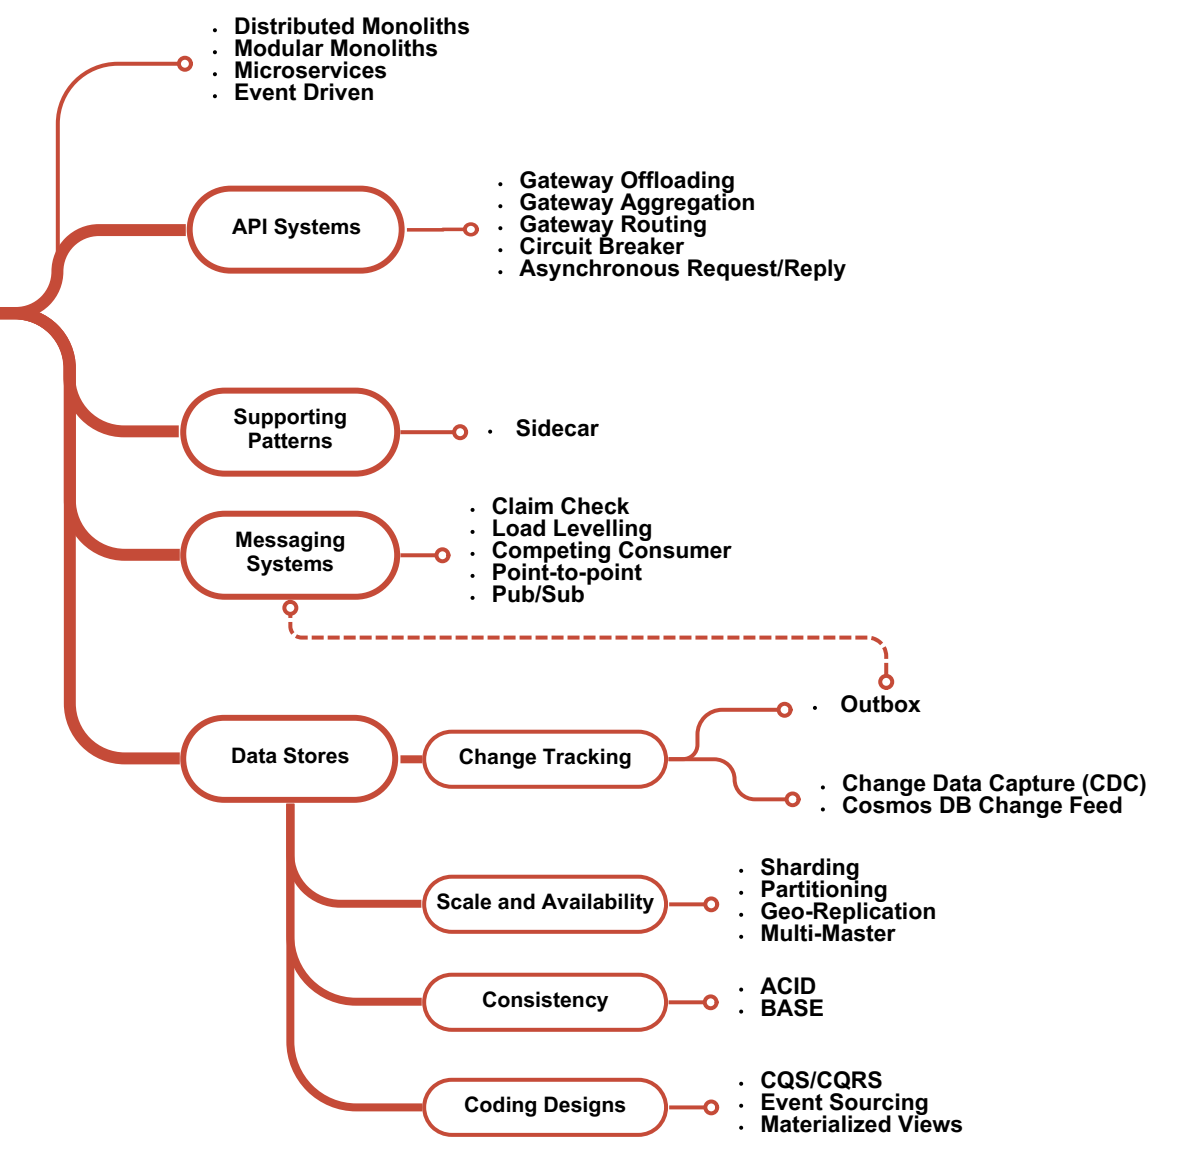 Distributed Monoliths
Modular Monoliths
Microservices
Event Driven
API Systems
Gateway Offloading
Gateway Aggregation
Gateway Routing
Circuit Breaker
Asynchronous Request/Reply
Supporting
Patterns
Sidecar
Messaging
Systems
Claim Check
Load Levelling
Competing Consumer
Point-to-point
Pub/Sub
Data Stores
Change Tracking
Outbox
Change Data Capture (CDC)
Cosmos DB Change Feed
Scale and Availability
Sharding
Partitioning
Geo-Replication
Multi-Master
Consistency
ACID
BASE
Coding Designs
CQS/CQRS
Event Sourcing
Materialized Views